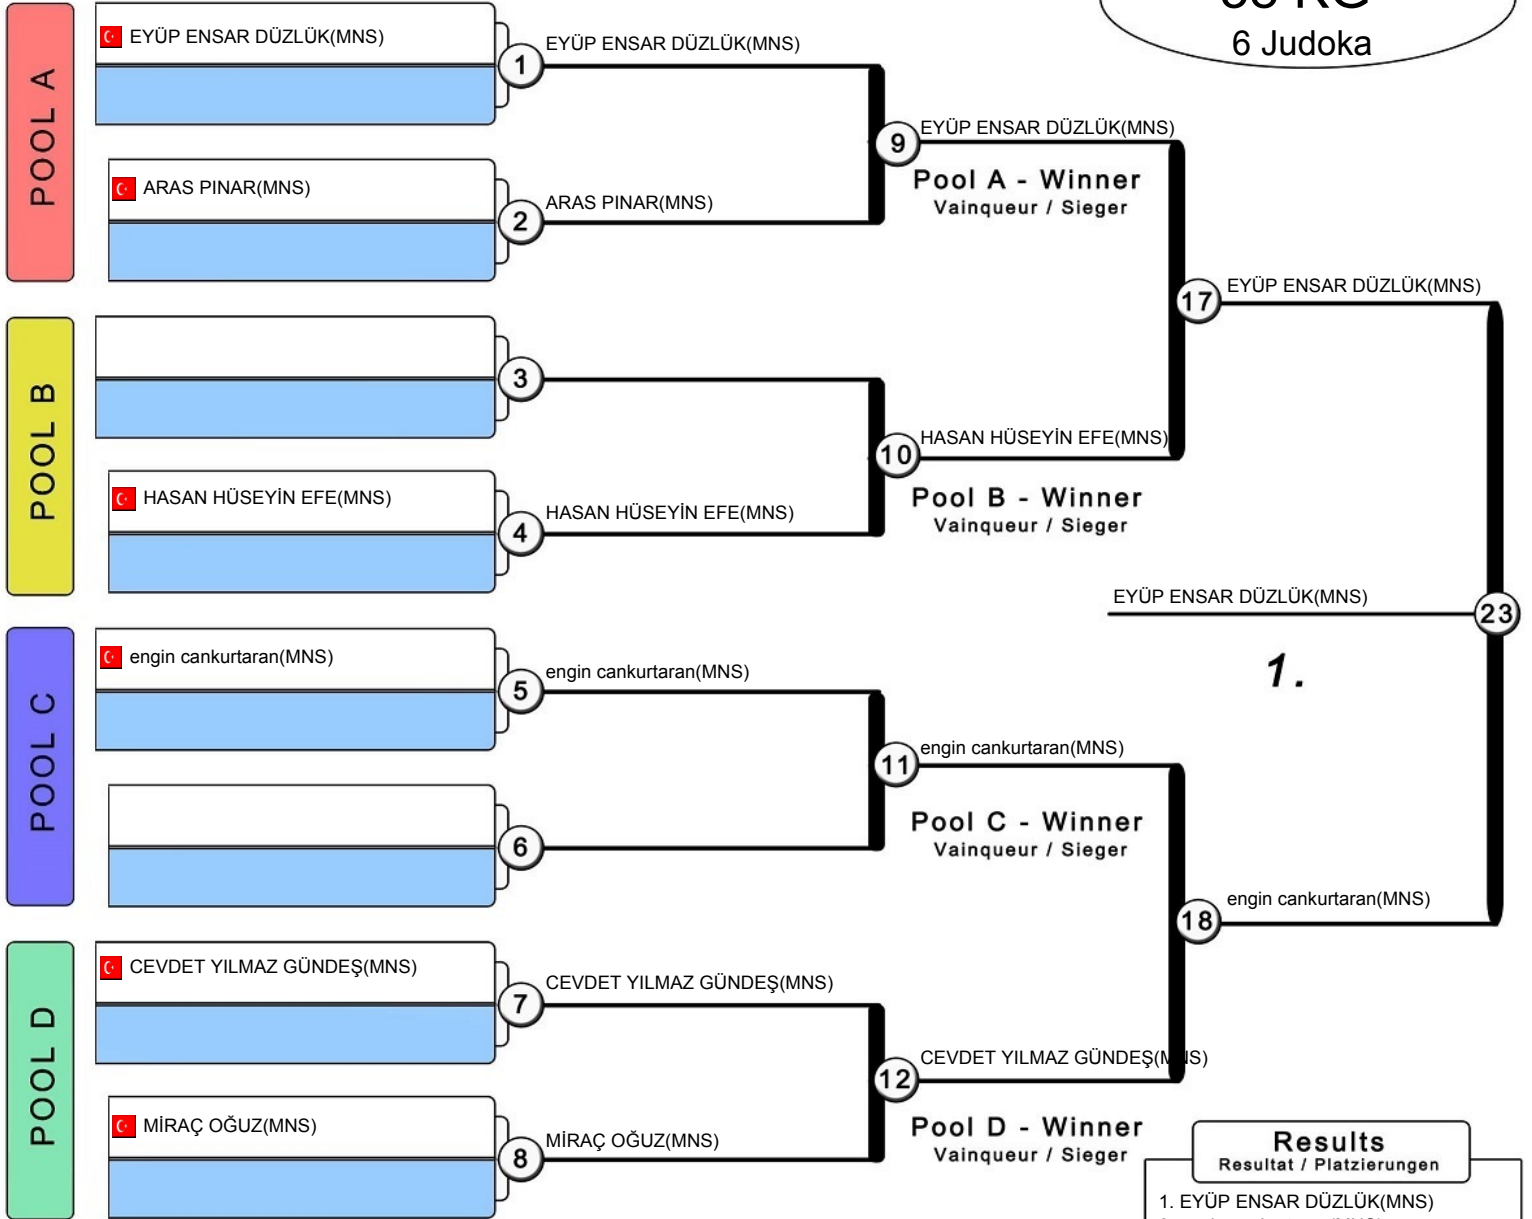 6 Judoka
POOL A
EYÜP ENSAR DÜZLÜK(MNS)
1
EYÜP ENSAR DÜZLÜK(MNS)
ARAS PINAR(MNS)
2
ARAS PINAR(MNS)
9
EYÜP ENSAR DÜZLÜK(MNS)
Pool A - Winner
Vainqueur / Sieger
POOL B
3
HASAN HÜSEYİN EFE(MNS)
4
HASAN HÜSEYİN EFE(MNS)
10
HASAN HÜSEYİN EFE(MNS)
Pool B - Winner
Vainqueur / Sieger
17
EYÜP ENSAR DÜZLÜK(MNS)
POOL C
engin cankurtaran(MNS)
5
engin cankurtaran(MNS)
6
11
engin cankurtaran(MNS)
Pool C - Winner
Vainqueur / Sieger
POOL D
CEVDET YILMAZ GÜNDEŞ(MNS)
7
CEVDET YILMAZ GÜNDEŞ(MNS)
MİRAÇ OĞUZ(MNS)
8
MİRAÇ OĞUZ(MNS)
12
CEVDET YILMAZ GÜNDEŞ(MNS)
Pool D - Winner
Vainqueur / Sieger
18
engin cankurtaran(MNS)
EYÜP ENSAR DÜZLÜK(MNS)
23
1.
Results
Resultat / Platzierungen
1. EYÜP ENSAR DÜZLÜK(MNS)